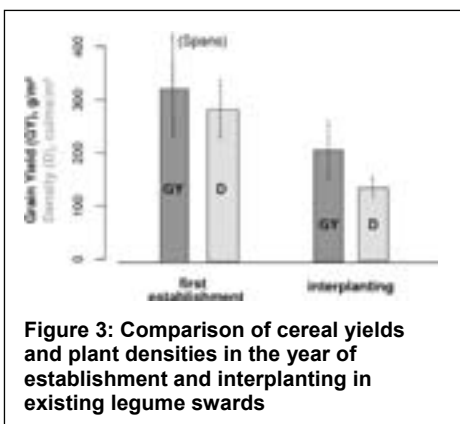 400
300
200
100
0
Grain Yield (GY), g/m²
Density (D), culms/m²
(Spans)
GY
D
GY
D
first
establishment
interplanting
Figure 3: Comparison of cereal yields
and plant densities in the year of
establishment and interplanting in
existing legume swards